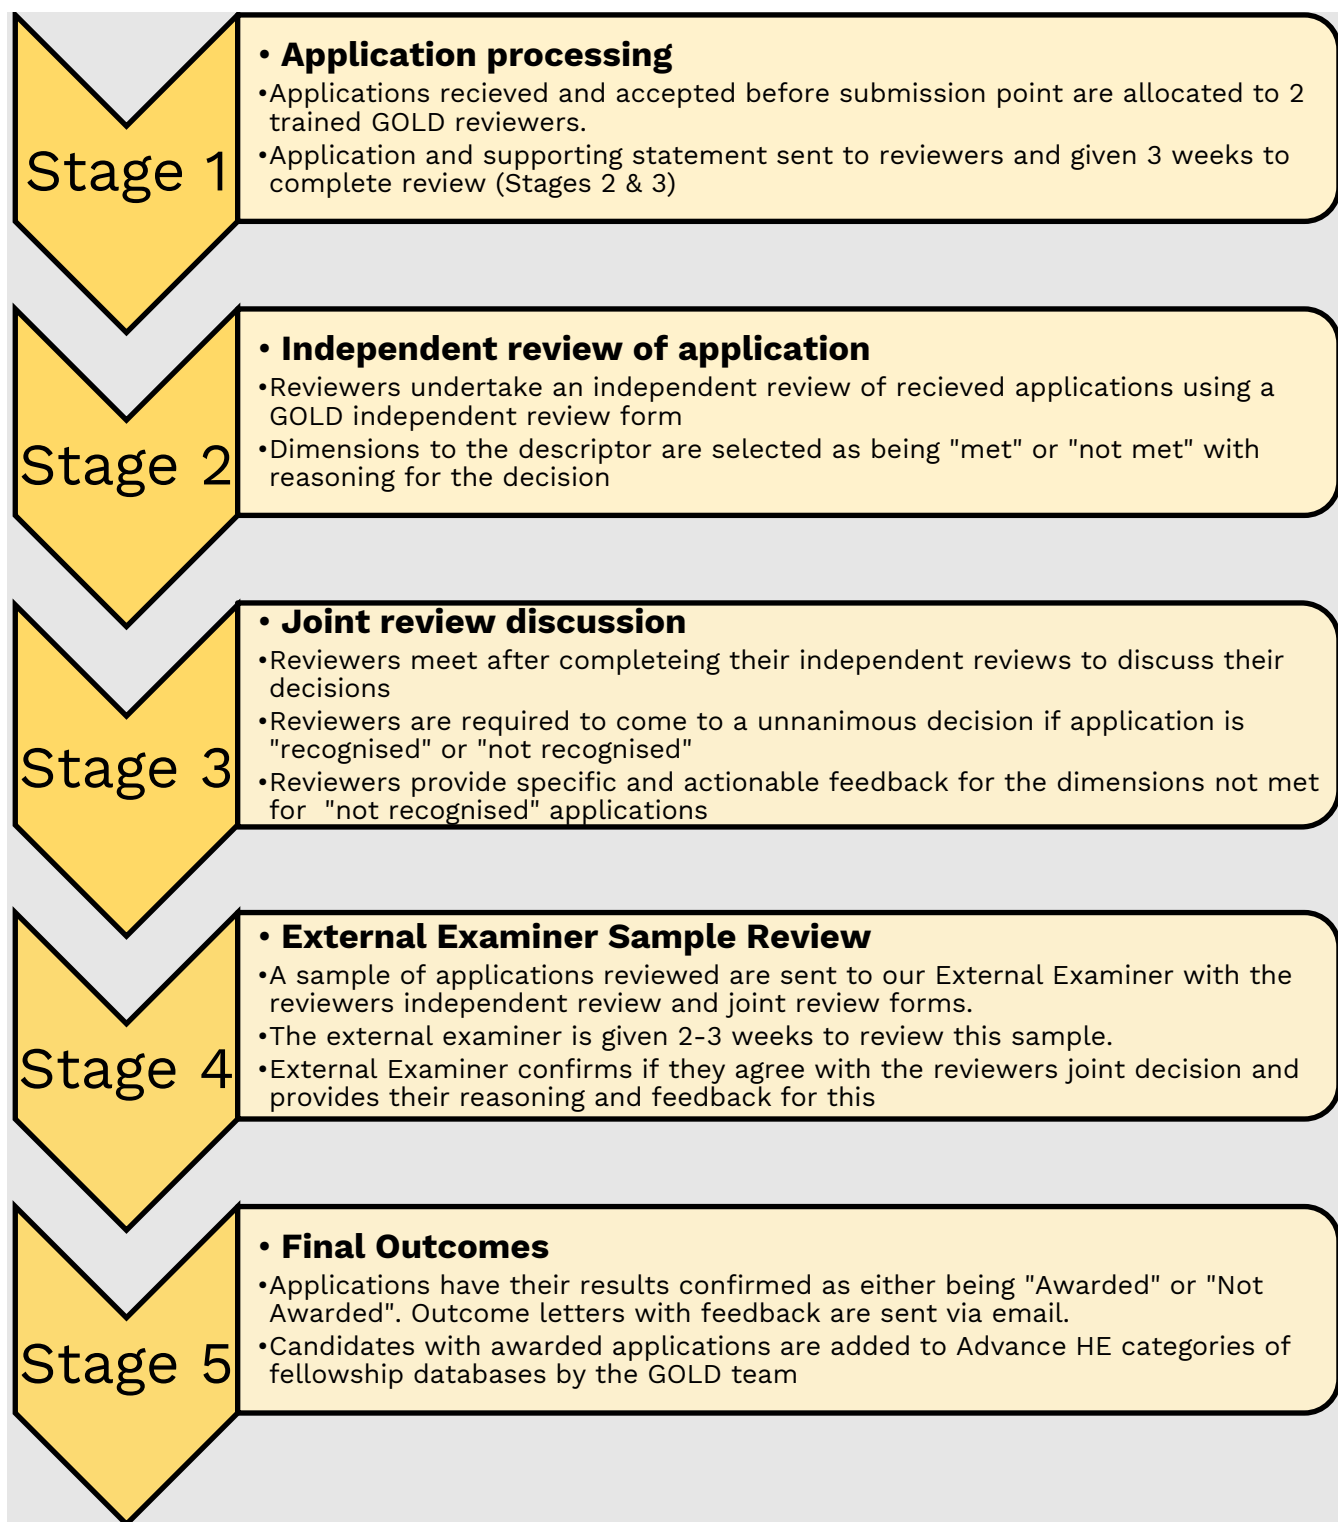 Stage 1
• Application processing
•Applications recieved and accepted before submission point are allocated to 2
trained GOLD reviewers.
•Application and supporting statement sent to reviewers and given 3 weeks to
complete review (Stages 2 & 3)
Stage 2
• Independent review of application
•Reviewers undertake an independent review of recieved applications using a
GOLD independent review form
•Dimensions to the descriptor are selected as being "met" or "not met" with
reasoning for the decision
Stage 3
• Joint review discussion
•Reviewers meet after completeing their independent reviews to discuss their
decisions
•Reviewers are required to come to a unnanimous decision if application is
"recognised" or "not recognised"
•Reviewers provide specific and actionable feedback for the dimensions not met
for  "not recognised" applications
Stage 4
• External Examiner Sample Review
•A sample of applications reviewed are sent to our External Examiner with the
reviewers independent review and joint review forms.
•The external examiner is given 2-3 weeks to review this sample.
•External Examiner confirms if they agree with the reviewers joint decision and
provides their reasoning and feedback for this
Stage 5
• Final Outcomes
•Applications have their results confirmed as either being "Awarded" or "Not
Awarded". Outcome letters with feedback are sent via email.
•Candidates with awarded applications are added to Advance HE categories of
fellowship databases by the GOLD team